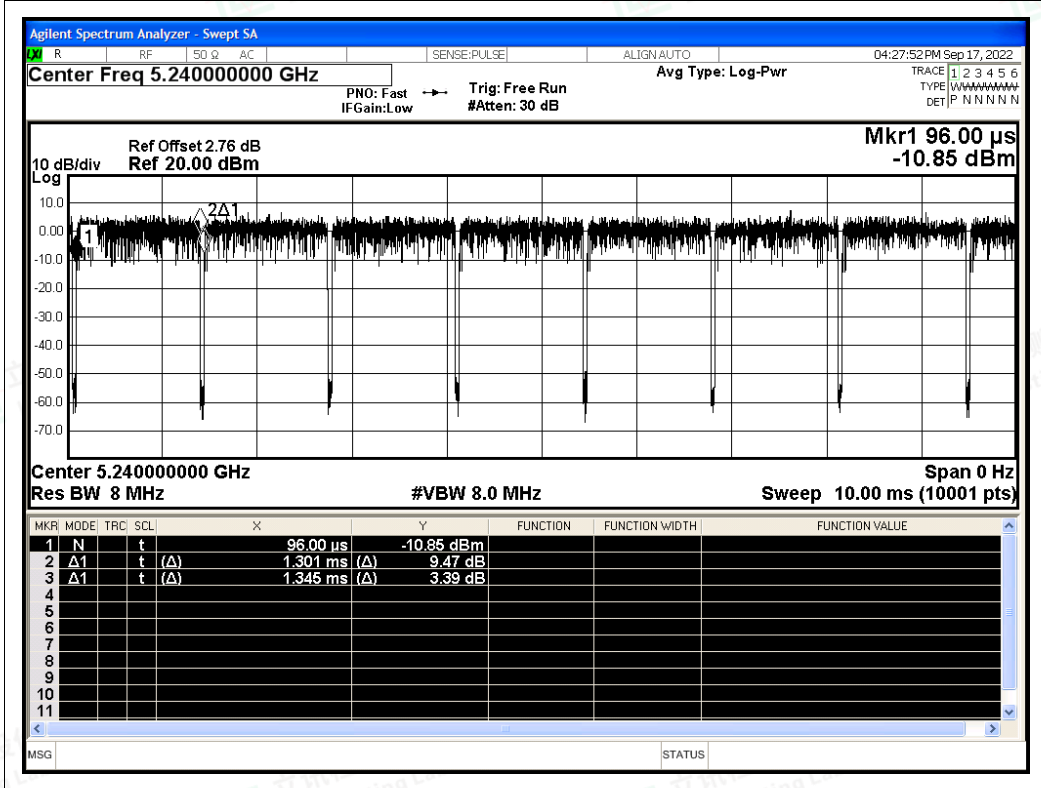 Agilent Spectrum Analyzer - Swept SA
LXI R RF 50 Ω AC SENSE:PULSE ALIGN AUTO 04:27:52 PM Sep 17, 2022
Center Freq 5.240000000 GHz Avg Type: Log-Pwr TRACE 1 2 3 4 5 6
PNO: Fast Trig: Free Run TYPE
IFGain:Low #Atten: 30 dB DET P N N N N N
Mkr1 96.00 µs
Ref Offset 2.76 dB
10 dB/div Ref 20.00 dBm -10.85 dBm
Log
10.0
2Δ1
0.00
1
-10.0
-20.0
-30.0
-40.0
-50.0
-60.0
-70.0
Center 5.240000000 GHz Span 0 Hz
Res BW 8 MHz #VBW 8.0 MHz Sweep 10.00 ms (10001 pts)
MKR MODE TRC SCL X Y FUNCTION FUNCTION WIDTH FUNCTION VALUE
1 N t 96.00 µs -10.85 dBm
2 Δ1 t (Δ) 1.301 ms (Δ) 9.47 dB
3 Δ1 t (Δ) 1.345 ms (Δ) 3.39 dB
4
5
6
7
8
9
10
11
MSG STATUS